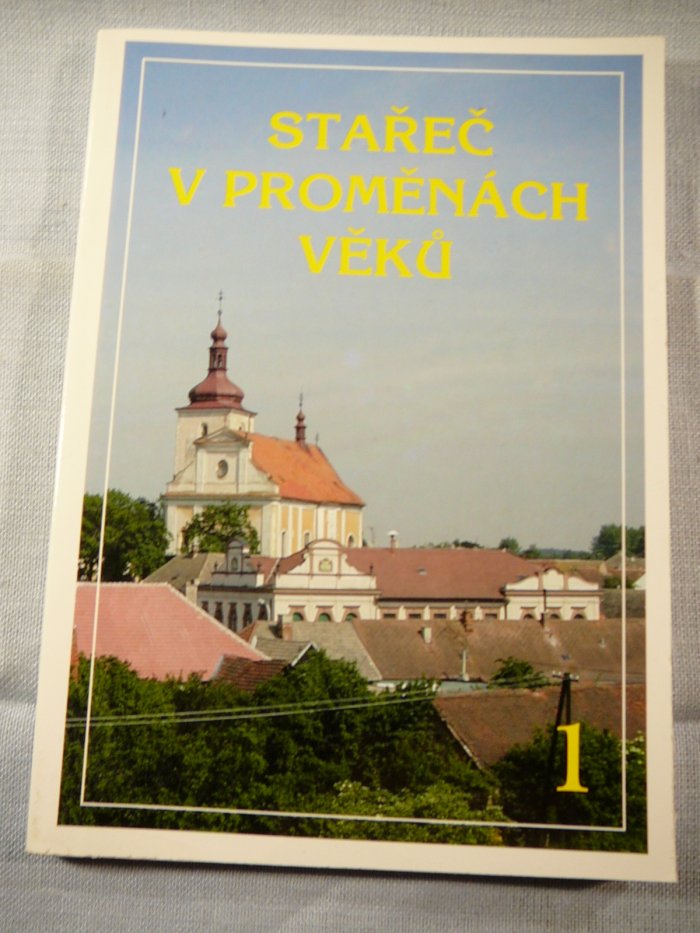 STAŘEČ
V PROMĚNÁCH
VĚKŮ
1